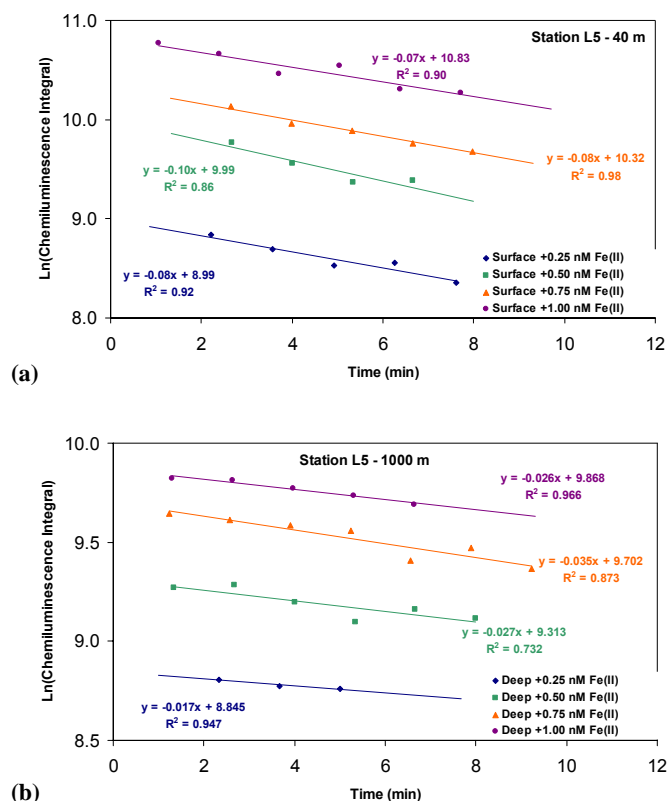 11.0
Station L5 - 40 m
y = -0.07x + 10.83
R² = 0.90
10.0
y = -0.08x + 10.32
R² = 0.98
y = -0.10x + 9.99
R² = 0.86
9.0
y = -0.08x + 8.99
R² = 0.92
Surface +0.25 nM Fe(II)
Surface +0.50 nM Fe(II)
Surface +0.75 nM Fe(II)
Surface +1.00 nM Fe(II)
8.0
Ln(Chemiluminescence Integral)
0 2 4 6 8 10 12
Time (min)
(a)
10.0
Station L5 - 1000 m
y = -0.026x + 9.868
R² = 0.966
9.5
y = -0.035x + 9.702
R² = 0.873
y = -0.027x + 9.313
R² = 0.732
9.0
y = -0.017x + 8.845
R² = 0.947
Deep +0.25 nM Fe(II)
Deep +0.50 nM Fe(II)
Deep +0.75 nM Fe(II)
Deep +1.00 nM Fe(II)
8.5
Ln(Chemiluminescence Integral)
0 2 4 6 8 10 12
Time (min)
(b)